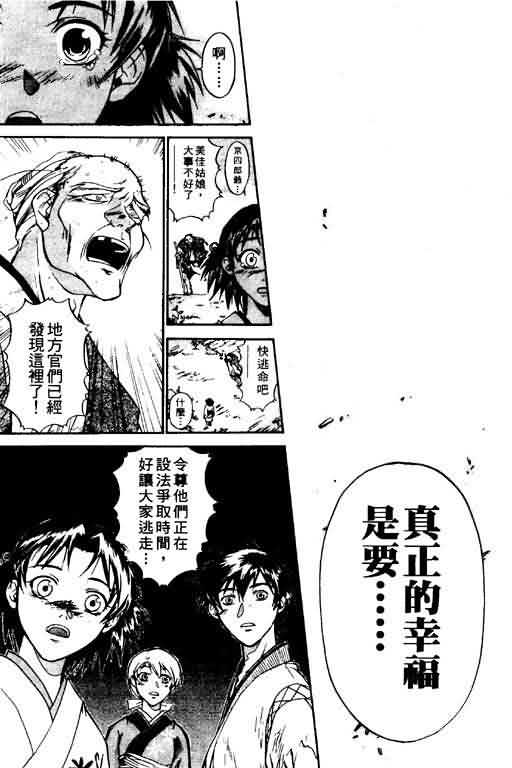 真正的幸福
是要……
啊……
京四郎爺…
美佳姑娘，
大事不好了
——！
快逃命吧
什麼…
地方官們已經
發現這裡了！
令尊他們正在
設法爭取時間，
好讓大家逃走…